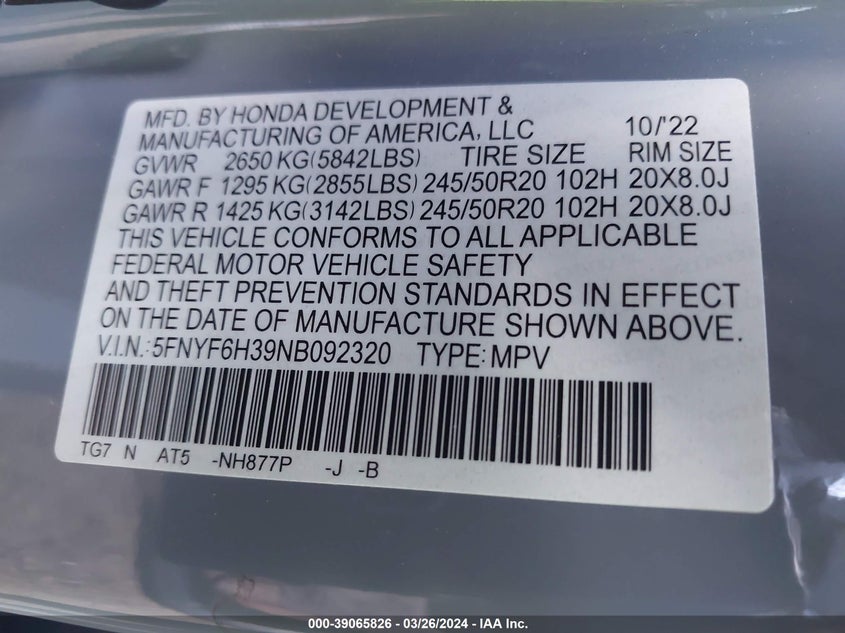 MFD. BY HONDA DEVELOPMENT &
MANUFACTURING OF AMERICA, LLC 10/'22
GVWR 2650 KG(5842LBS) TIRE SIZE RIM SIZE
GAWR F 1295 KG(2855LBS) 245/50R20 102H 20X8.0J
GAWR R 1425 KG(3142LBS) 245/50R20 102H 20X8.0J
THIS VEHICLE CONFORMS TO ALL APPLICABLE
FEDERAL MOTOR VEHICLE SAFETY
AND THEFT PREVENTION STANDARDS IN EFFECT
ON THE DATE OF MANUFACTURE SHOWN ABOVE.
V.I.N.: 5FNYF6H39NB092320 TYPE: MPV
TG7 N AT5 -NH877P -J -B
000-39065826 - 03/26/2024 - IAA Inc.